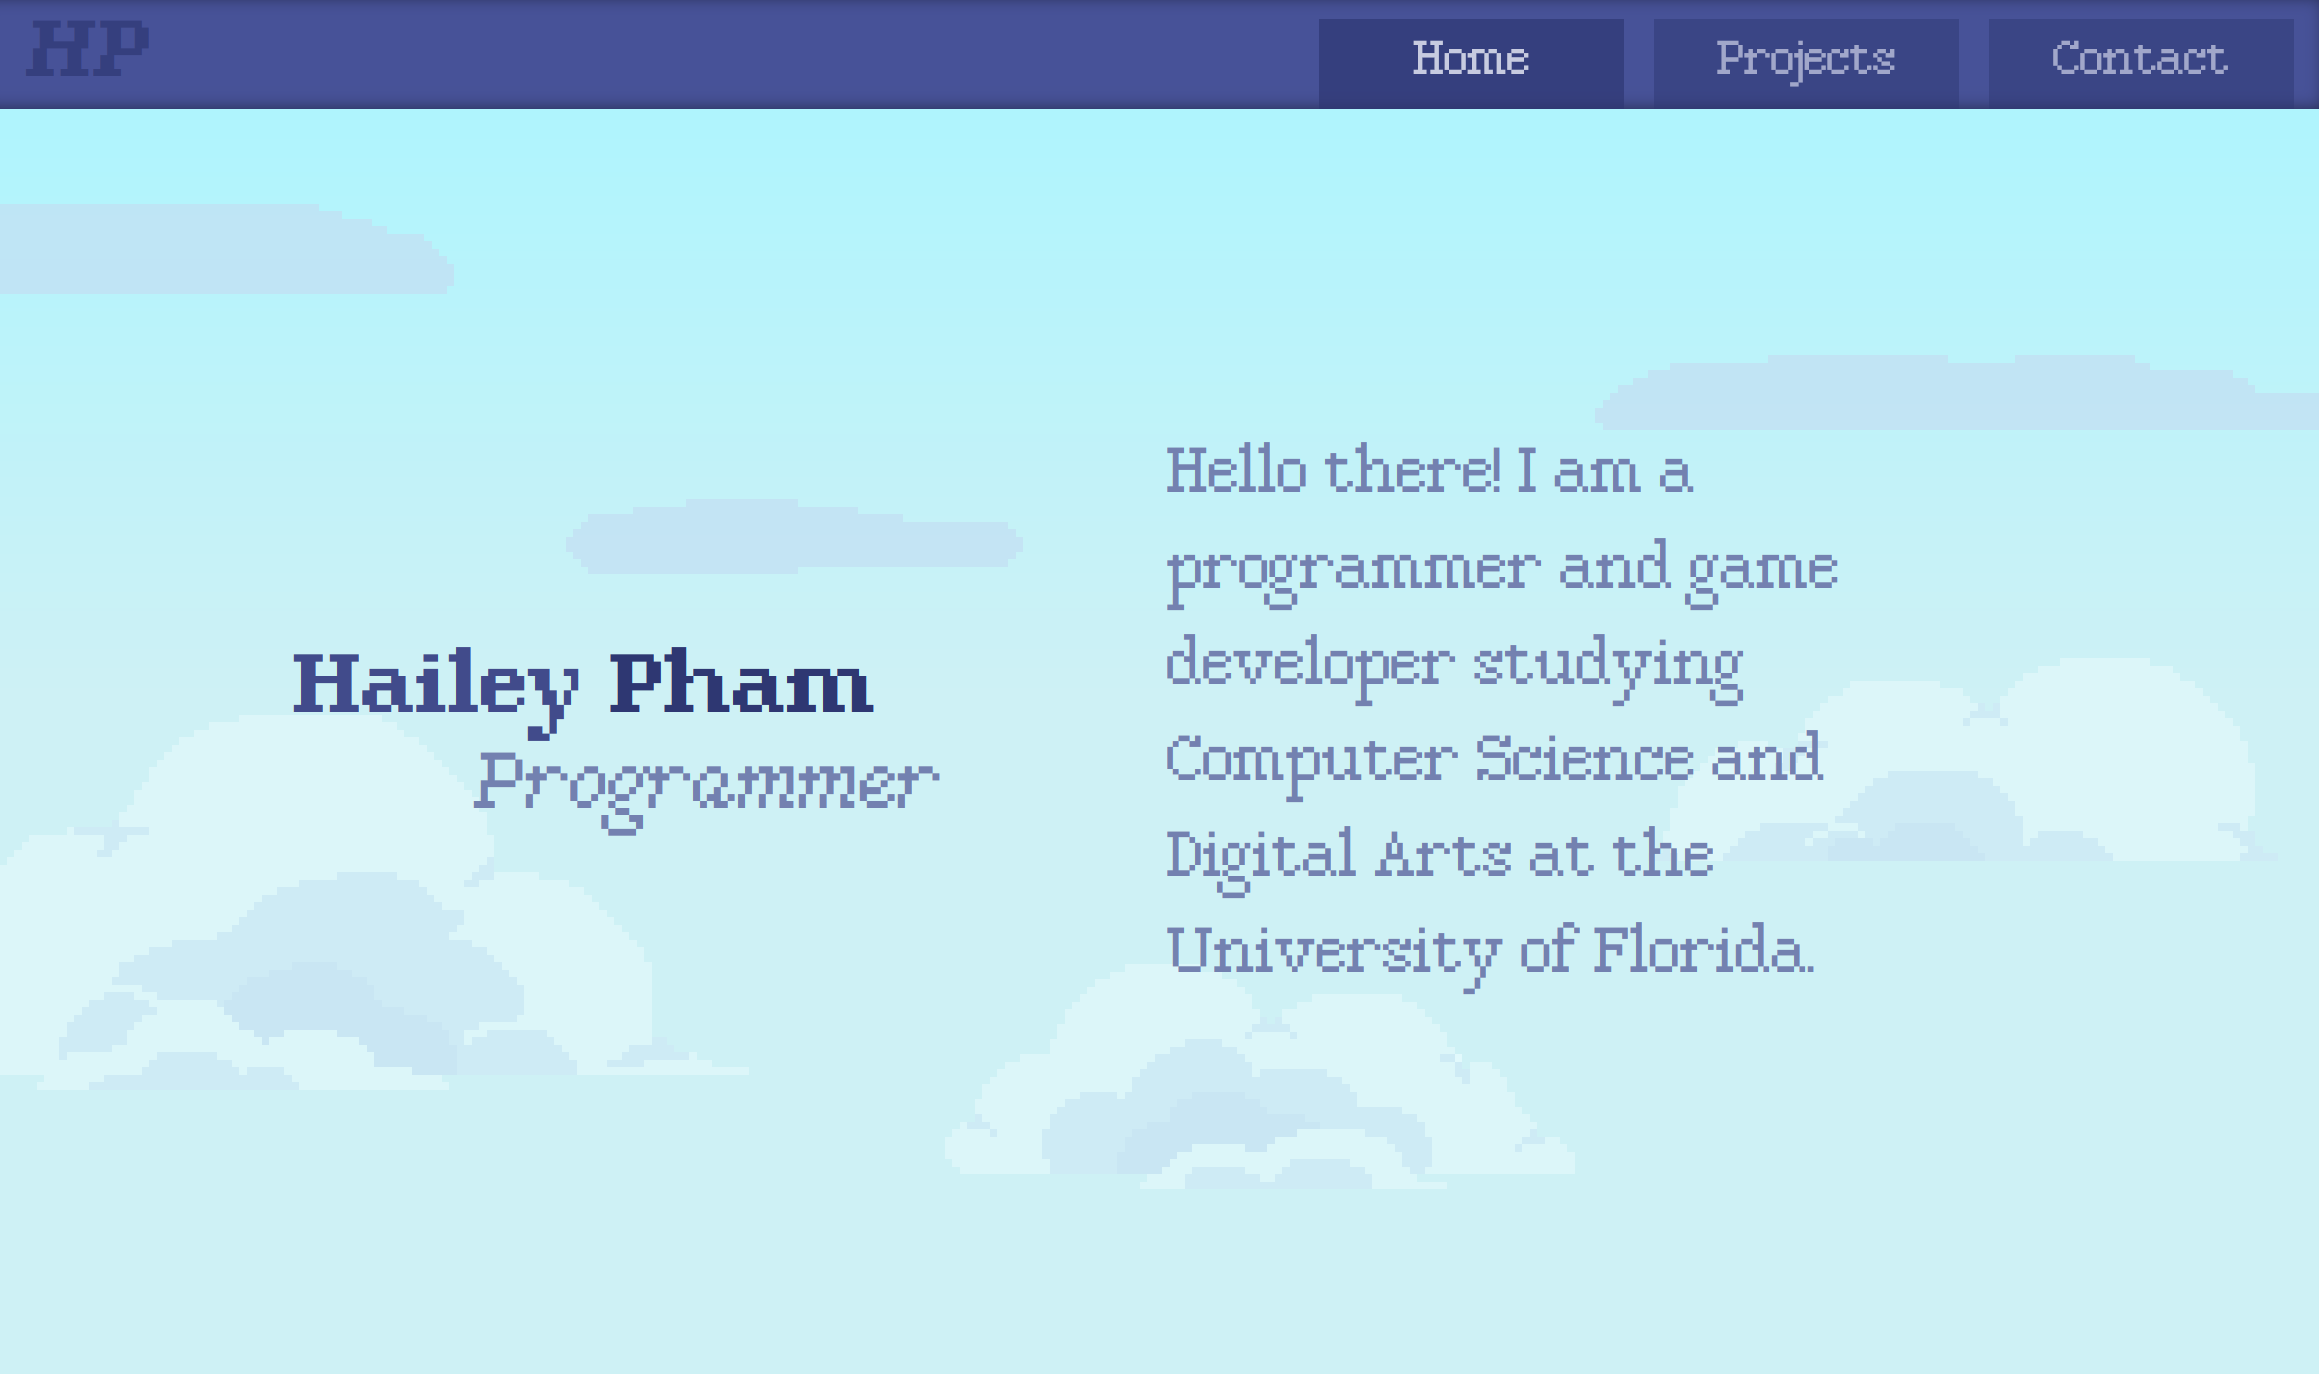 HP
Home
Projects
Contact
Hailey Pham
Programmer
Hello there! I am a
programmer and game
developer studying
Computer Science and
Digital Arts at the
University of Florida.